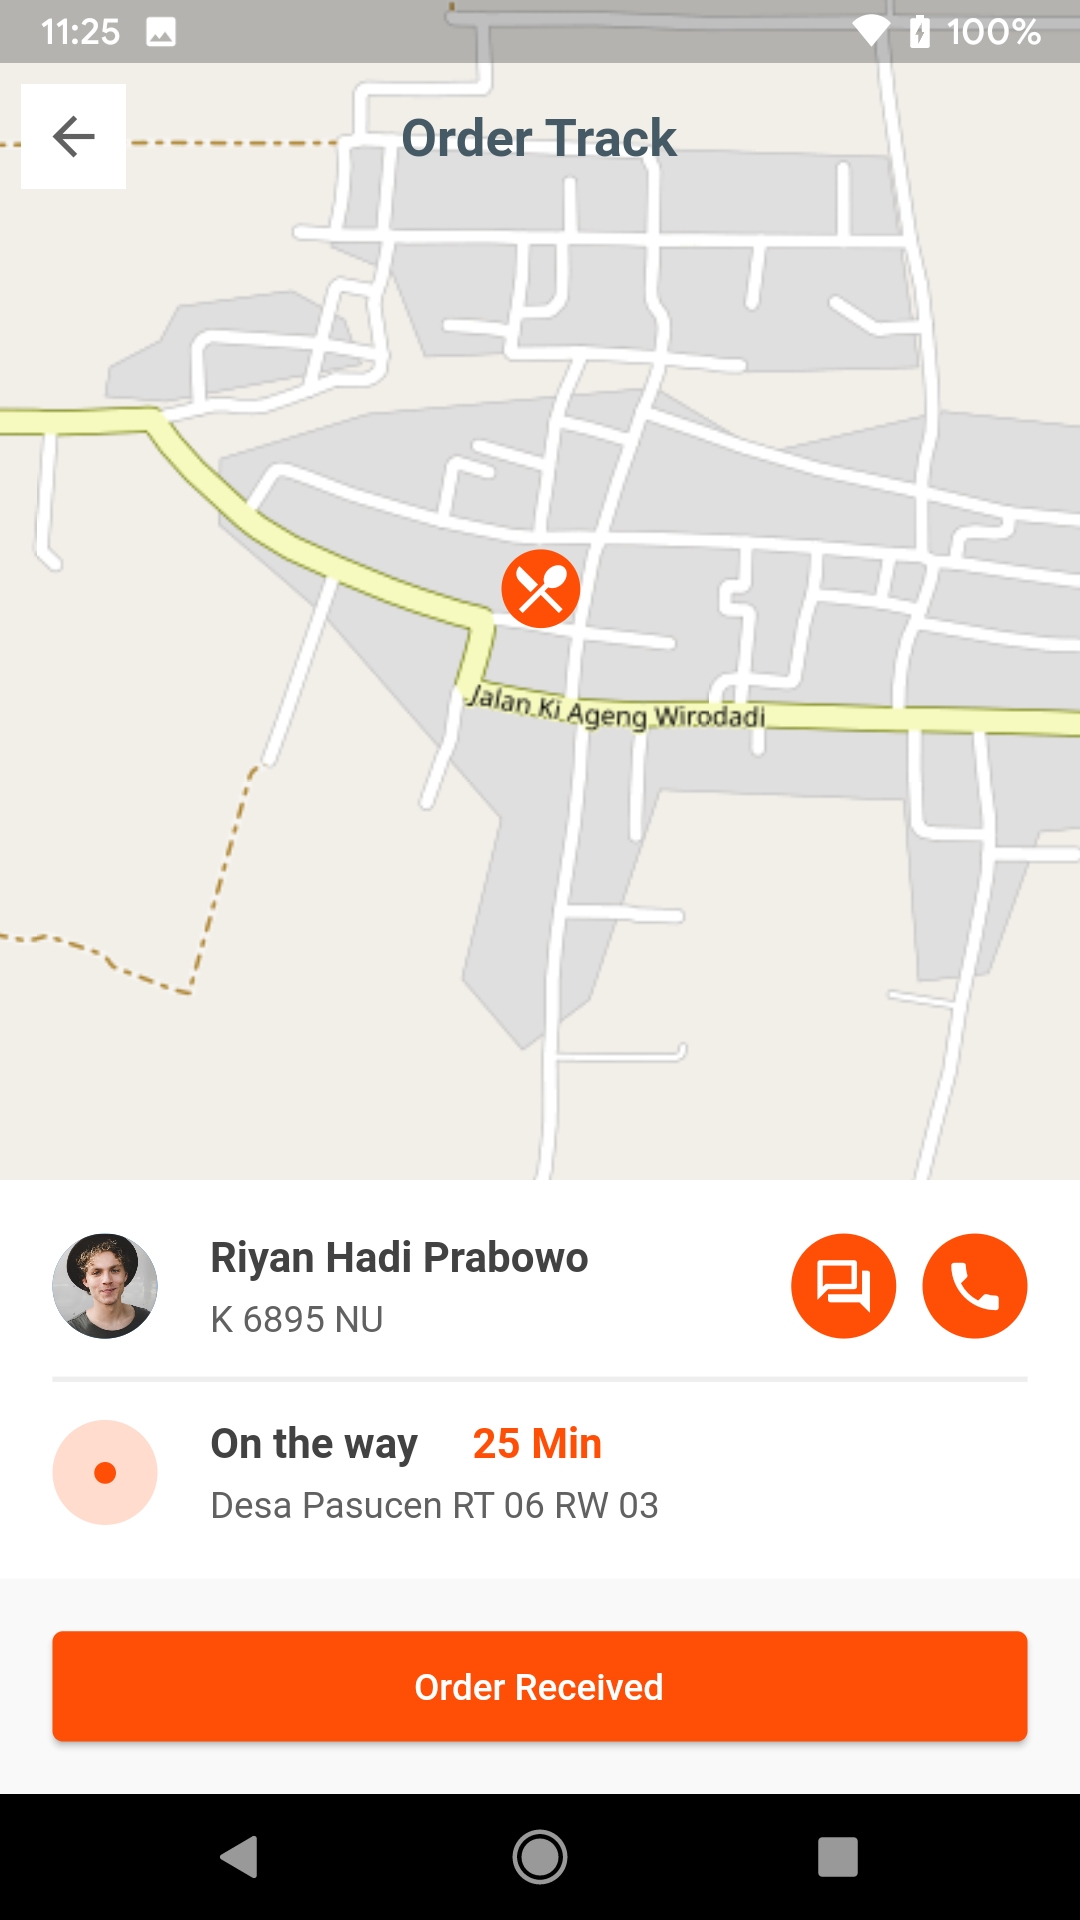 11:25
100%
Order Track
Jalan Ki Ageng Wirodadi
Riyan Hadi Prabowo
K 6895 NU
On the way 25 Min
Desa Pasucen RT 06 RW 03
Order Received